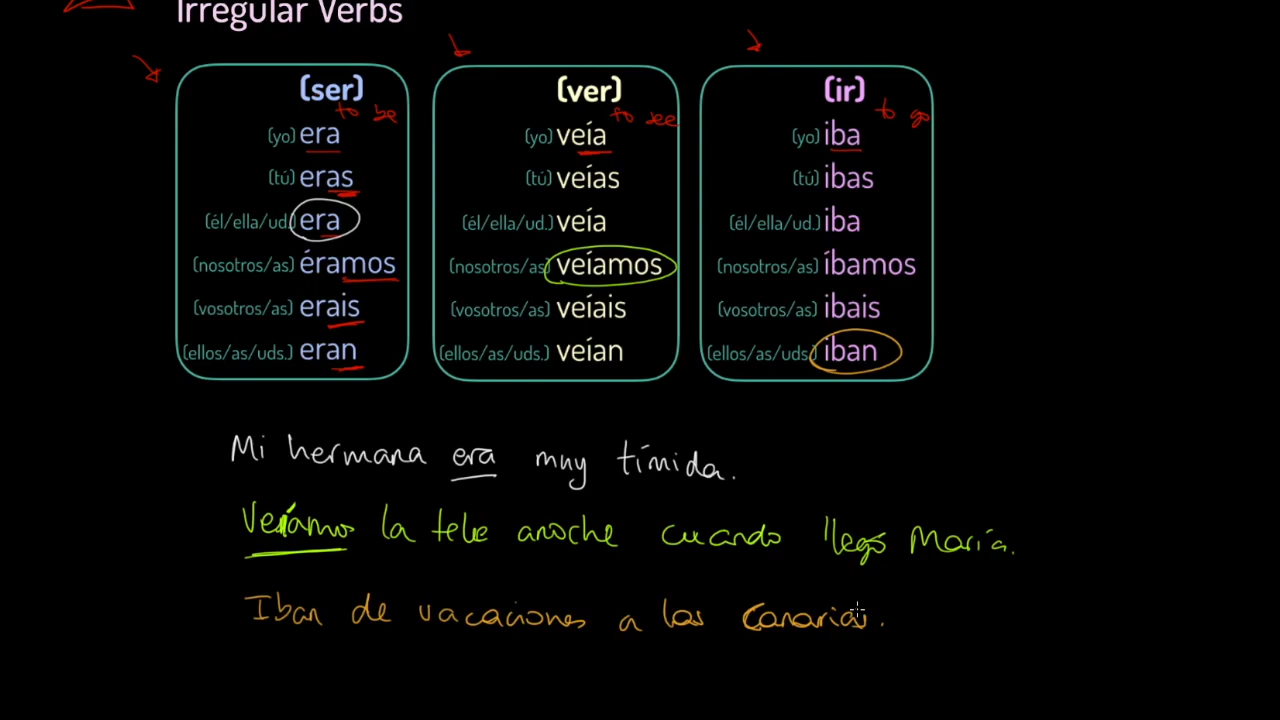 Irregular Verbs
(ser) (ver) (ir)
to be to see to go
(yo) era (yo) veía (yo) iba
(tú) eras (tú) veías (tú) ibas
(él/ella/ud.) era (él/ella/ud.) veía (él/ella/ud.) iba
(nosotros/as) éramos (nosotros/as) veíamos (nosotros/as) íbamos
(vosotros/as) erais (vosotros/as) veíais (vosotros/as) ibais
(ellos/as/uds.) eran (ellos/as/uds.) veían (ellos/as/uds.) iban
Mi hermana era muy tímida.
Veíamos la tele anoche cuando llegó María.
Iban de vacaciones a las Canarias.